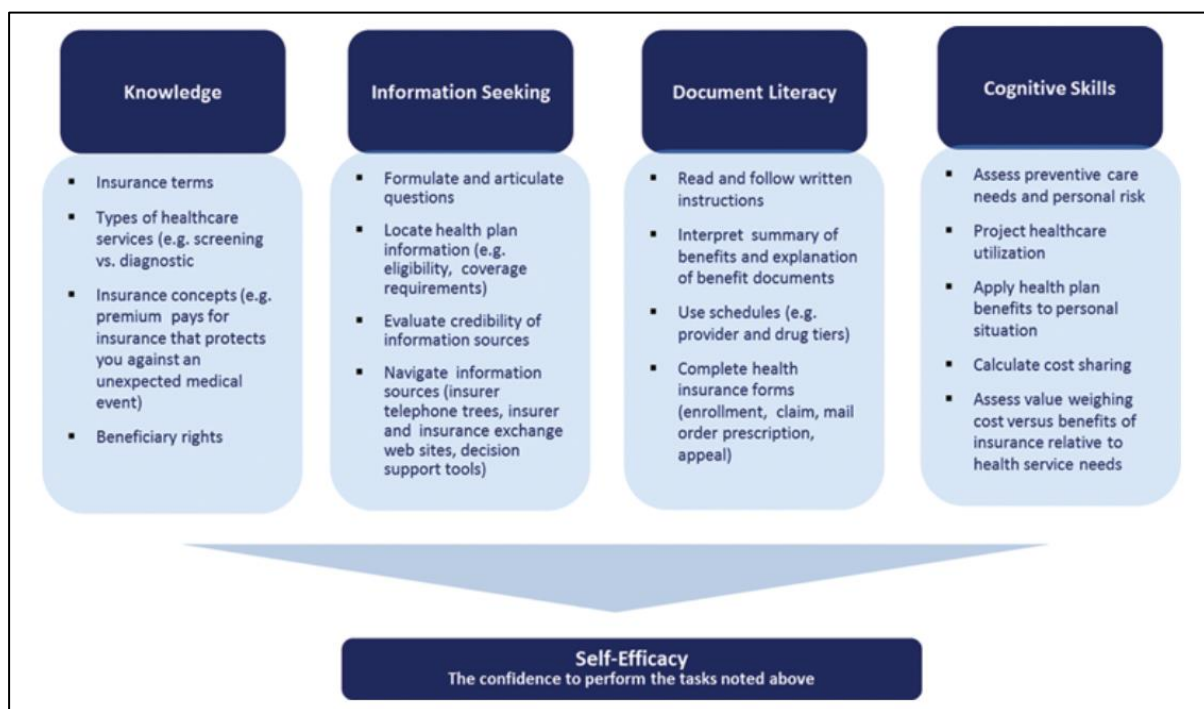 Knowledge
▪ Insurance terms
▪ Types of healthcare
services (e.g. screening
vs. diagnostic
▪ Insurance concepts (e.g.
premium pays for
insurance that protects
you against an
unexpected medical
event)
▪ Beneficiary rights
Information Seeking
▪ Formulate and articulate
questions
▪ Locate health plan
information (e.g.
eligibility, coverage
requirements)
▪ Evaluate credibility of
information sources
▪ Navigate information
sources (insurer
telephone trees, insurer
and insurance exchange
web sites, decision
support tools)
Document Literacy
▪ Read and follow written
instructions
▪ Interpret summary of
benefits and explanation
of benefit documents
▪ Use schedules (e.g.
provider and drug tiers)
▪ Complete health
insurance forms
(enrollment, claim, mail
order prescription,
appeal)
Cognitive Skills
▪ Assess preventive care
needs and personal risk
▪ Project healthcare
utilization
▪ Apply health plan
benefits to personal
situation
▪ Calculate cost sharing
▪ Assess value weighing
cost versus benefits of
insurance relative to
health service needs
Self-Efficacy
The confidence to perform the tasks noted above